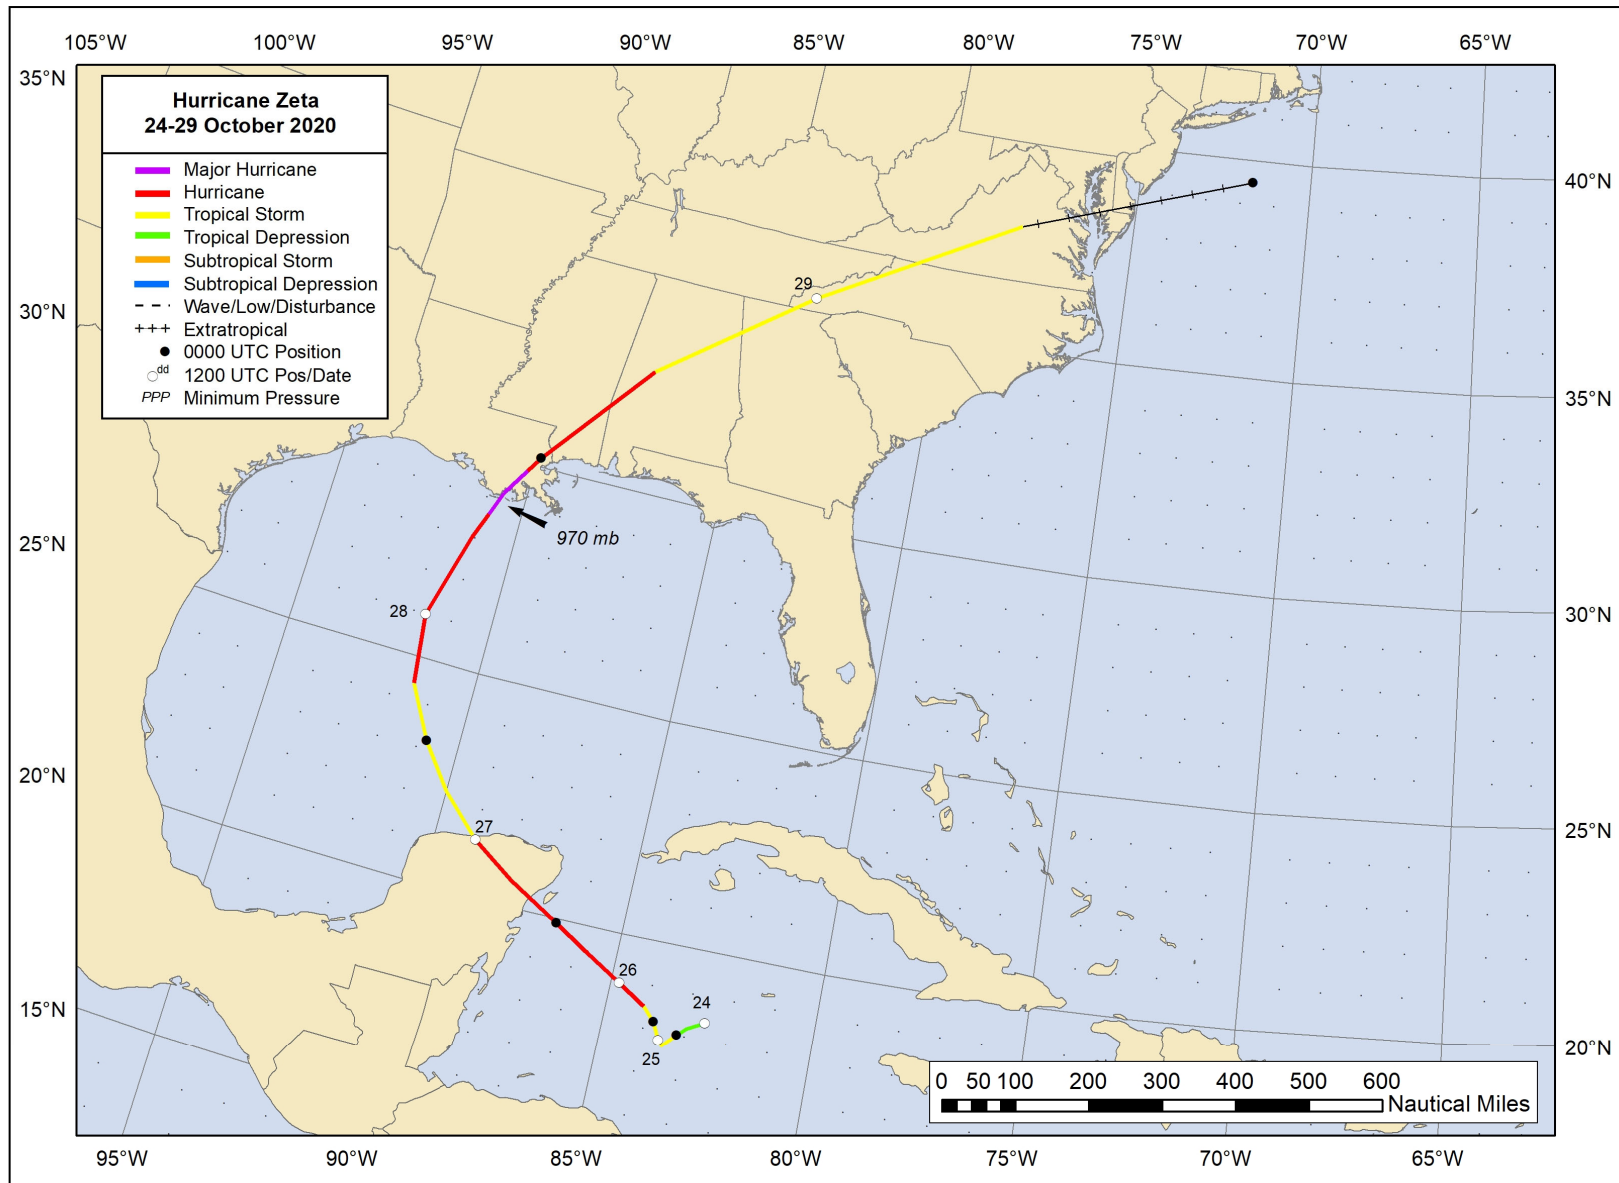 105°W 100°W 95°W 90°W 85°W 80°W 75°W 70°W 65°W
35°N
Hurricane Zeta
24-29 October 2020
Major Hurricane
Hurricane
Tropical Storm
Tropical Depression
Subtropical Storm
Subtropical Depression
Wave/Low/Disturbance
+++ Extratropical
0000 UTC Position
dd 1200 UTC Pos/Date
PPP Minimum Pressure
40°N
29
30°N
35°N
970 mb
25°N
28
30°N
20°N
27
25°N
26
24
15°N
25
20°N
0 50 100 200 300 400 500 600
Nautical Miles
95°W 90°W 85°W 80°W 75°W 70°W 65°W